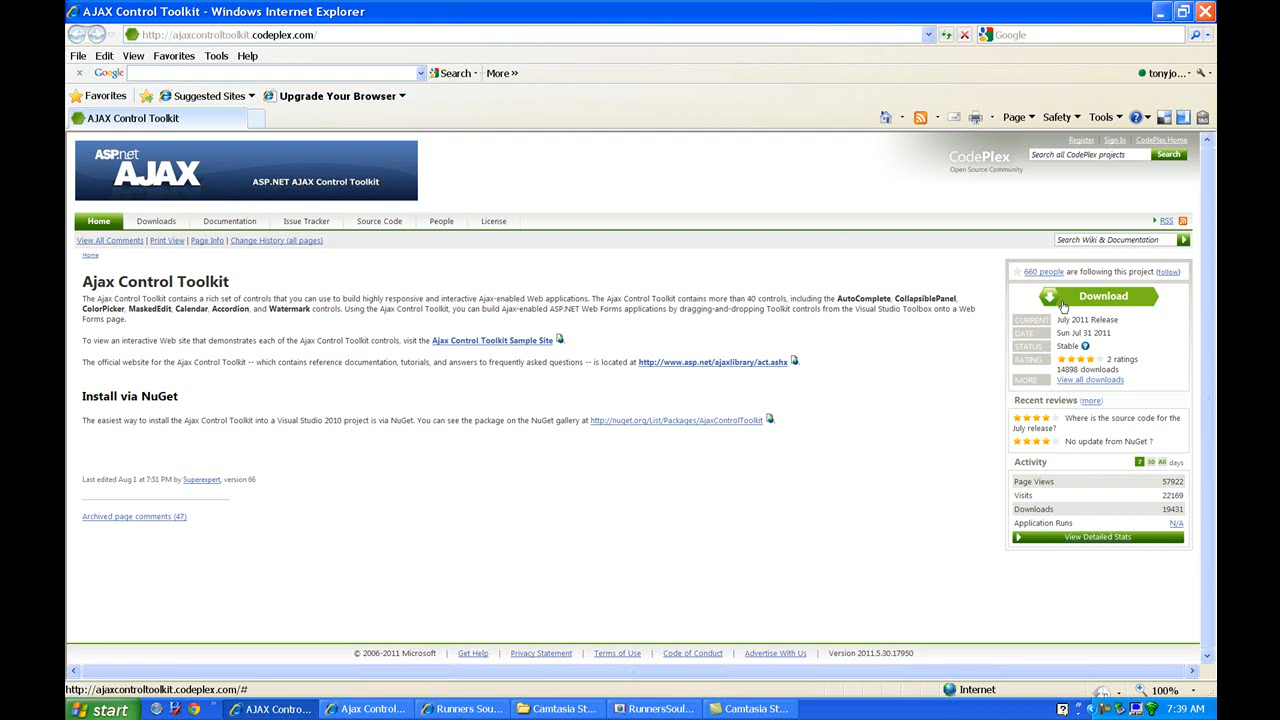 AJAX Control Toolkit - Windows Internet Explorer
http://ajaxcontroltoolkit.codeplex.com/
Google
File Edit View Favorites Tools Help
x Google Search More »
tonyjo...
Favorites Suggested Sites Upgrade Your Browser
AJAX Control Toolkit
Page Safety Tools
Register Sign In CodePlex Home
ASP.net
AJAX
ASP.NET AJAX Control Toolkit
CodePlex
Open Source Community
Search all CodePlex projects Search
Home Downloads Documentation Issue Tracker Source Code People License
RSS
View All Comments | Print View | Page Info | Change History (all pages)
Search Wiki & Documentation
Home
Ajax Control Toolkit
The Ajax Control Toolkit contains a rich set of controls that you can use to build highly responsive and interactive Ajax-enabled Web applications. The Ajax Control Toolkit contains more than 40 controls, including the AutoComplete, CollapsiblePanel,
ColorPicker, MaskedEdit, Calendar, Accordion, and Watermark controls. Using the Ajax Control Toolkit, you can build Ajax-enabled ASP.NET Web Forms applications by dragging-and-dropping Toolkit controls from the Visual Studio Toolbox onto a Web
Forms page.
To view an interactive Web site that demonstrates each of the Ajax Control Toolkit controls, visit the Ajax Control Toolkit Sample Site .
The official website for the Ajax Control Toolkit -- which contains reference documentation, tutorials, and answers to frequently asked questions -- is located at http://www.asp.net/ajaxlibrary/act.ashx .
Install via NuGet
The easiest way to install the Ajax Control Toolkit into a Visual Studio 2010 project is via NuGet. You can see the package on the NuGet gallery at http://nuget.org/List/Packages/AjaxControlToolkit .
Last edited Aug 1 at 7:51 PM by Superexpert, version 66
Archived page comments (47)
660 people are following this project (follow)
Download
CURRENT July 2011 Release
DATE Sun Jul 31 2011
STATUS Stable
RATING 2 ratings
14898 downloads
MORE View all downloads
Recent reviews (more)
Where is the source code for the
July release?
No update from NuGet ?
Activity 7 30 All days
Page Views 57922
Visits 22169
Downloads 19431
Application Runs N/A
View Detailed Stats
© 2006-2011 Microsoft | Get Help | Privacy Statement | Terms of Use | Code of Conduct | Advertise With Us | Version 2011.5.30.17950
http://ajaxcontroltoolkit.codeplex.com/#
Internet
100%
start
AJAX Contro...
Ajax Control...
Runners Sou...
Camtasia St...
RunnersSoul...
Camtasia St...
7:39 AM